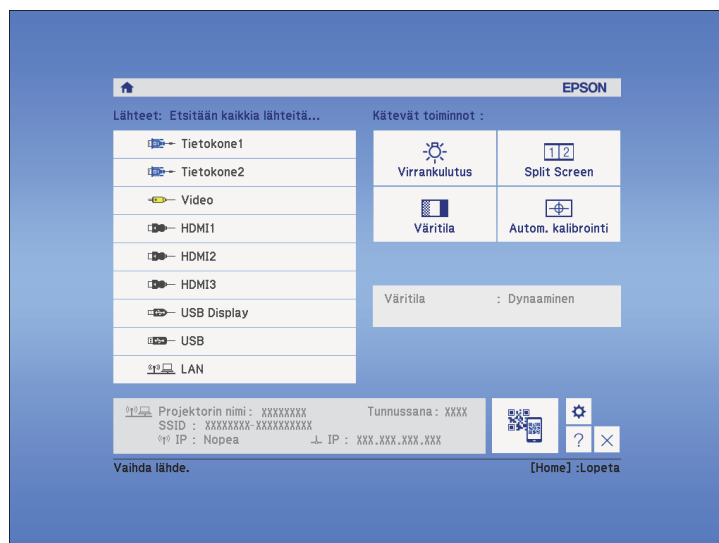 EPSON
Lähteet: Etsitään kaikkia lähteitä...
Tietokone1
Tietokone2
Video
HDMI1
HDMI2
HDMI3
USB Display
USB
LAN
Kätevät toiminnot :
Virrankulutus
Split Screen
1 2
Väritila
Autom. kalibrointi
Väritila : Dynaaminen
Projektorin nimi : XXXXXXXX Tunnussana : XXXX
SSID : XXXXXXXX-XXXXXXXXXX
IP : Nopea IP : XXX.XXX.XXX.XXX
?
Vaihda lähde. [Home] :Lopeta